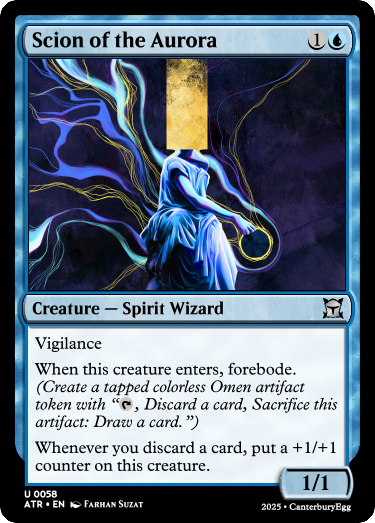 Scion of the Aurora 1
Creature — Spirit Wizard
Vigilance
When this creature enters, forebode.
(Create a tapped colorless Omen artifact
token with “, Discard a card, Sacrifice this
artifact: Draw a card.”)
Whenever you discard a card, put a +1/+1
counter on this creature.
1/1
U 0058
ATR • EN Farhan Suzat
2025 • CanterburyEgg